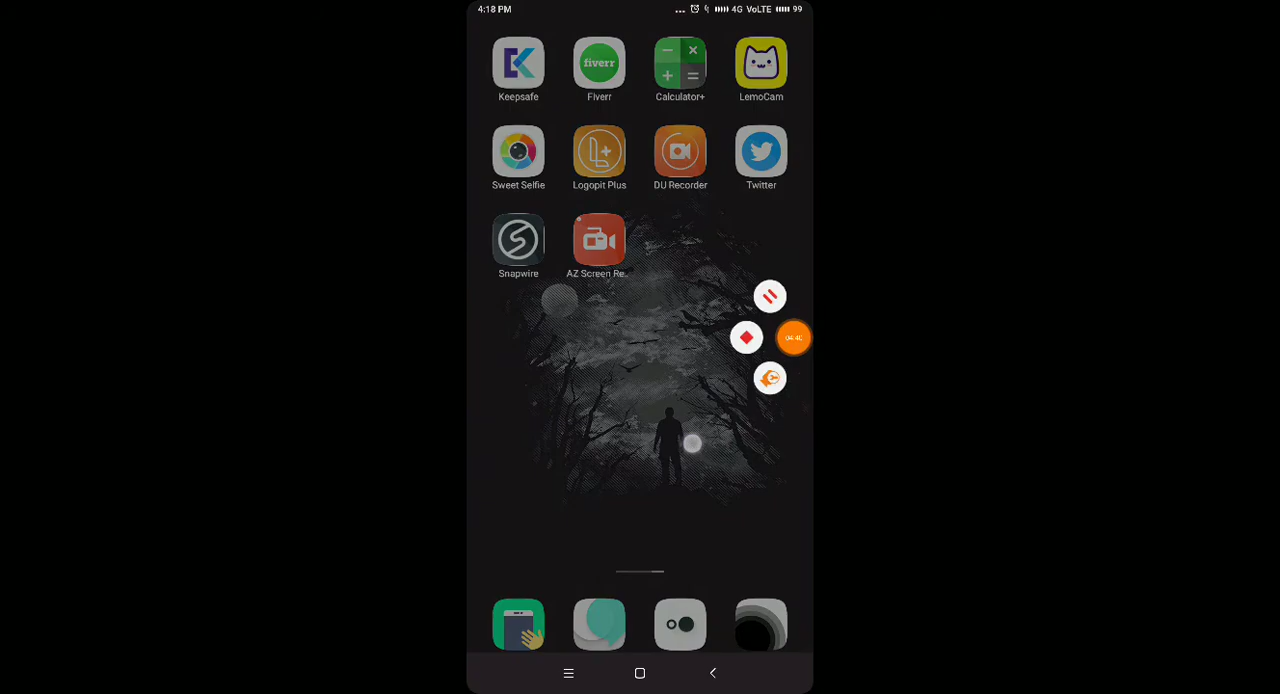 4:18 PM ... 4G VoLTE 99
Keepsafe
fiverr
Fiverr
Calculator+
LemoCam
Sweet Selfie
L+
Logopit Plus
DU Recorder
Twitter
Snapwire
AZ Screen Re..